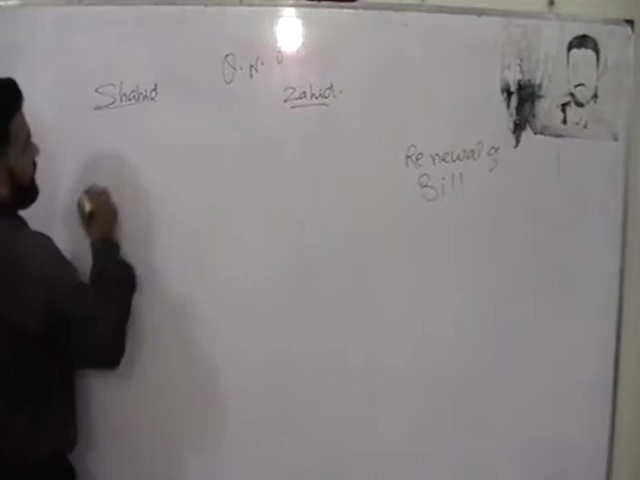 Q. N.
Shahid
Zahid.
Renewal of
Bill